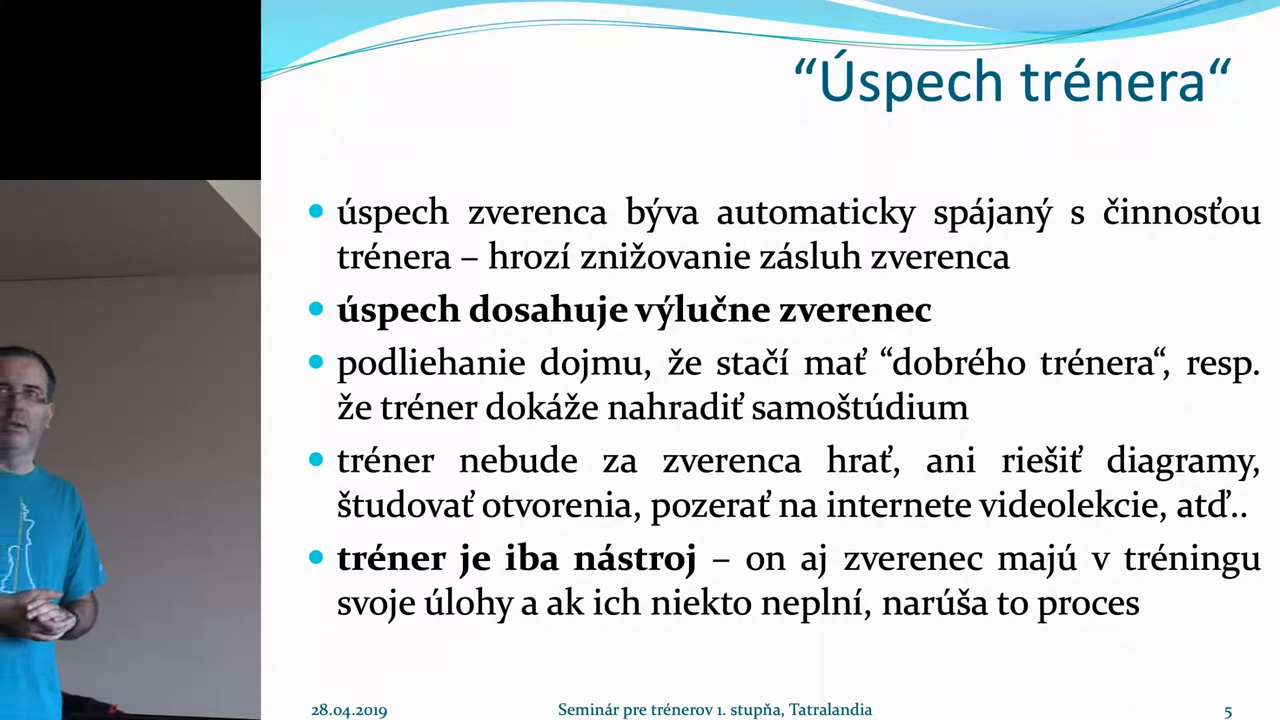 “Úspech trénera“
• úspech zverenca býva automaticky spájaný s činnosťou
trénera – hrozí znižovanie zásluh zverenca
• úspech dosahuje výlučne zverenec
• podliehanie dojmu, že stačí mať “dobrého trénera“, resp.
že tréner dokáže nahradiť samoštúdium
• tréner nebude za zverenca hrať, ani riešiť diagramy,
študovať otvorenia, pozerať na internete videolekcie, atď..
• tréner je iba nástroj – on aj zverenec majú v tréningu
svoje úlohy a ak ich niekto neplní, narúša to proces
28.04.2019 Seminár pre trénerov 1. stupňa, Tatralandia 5